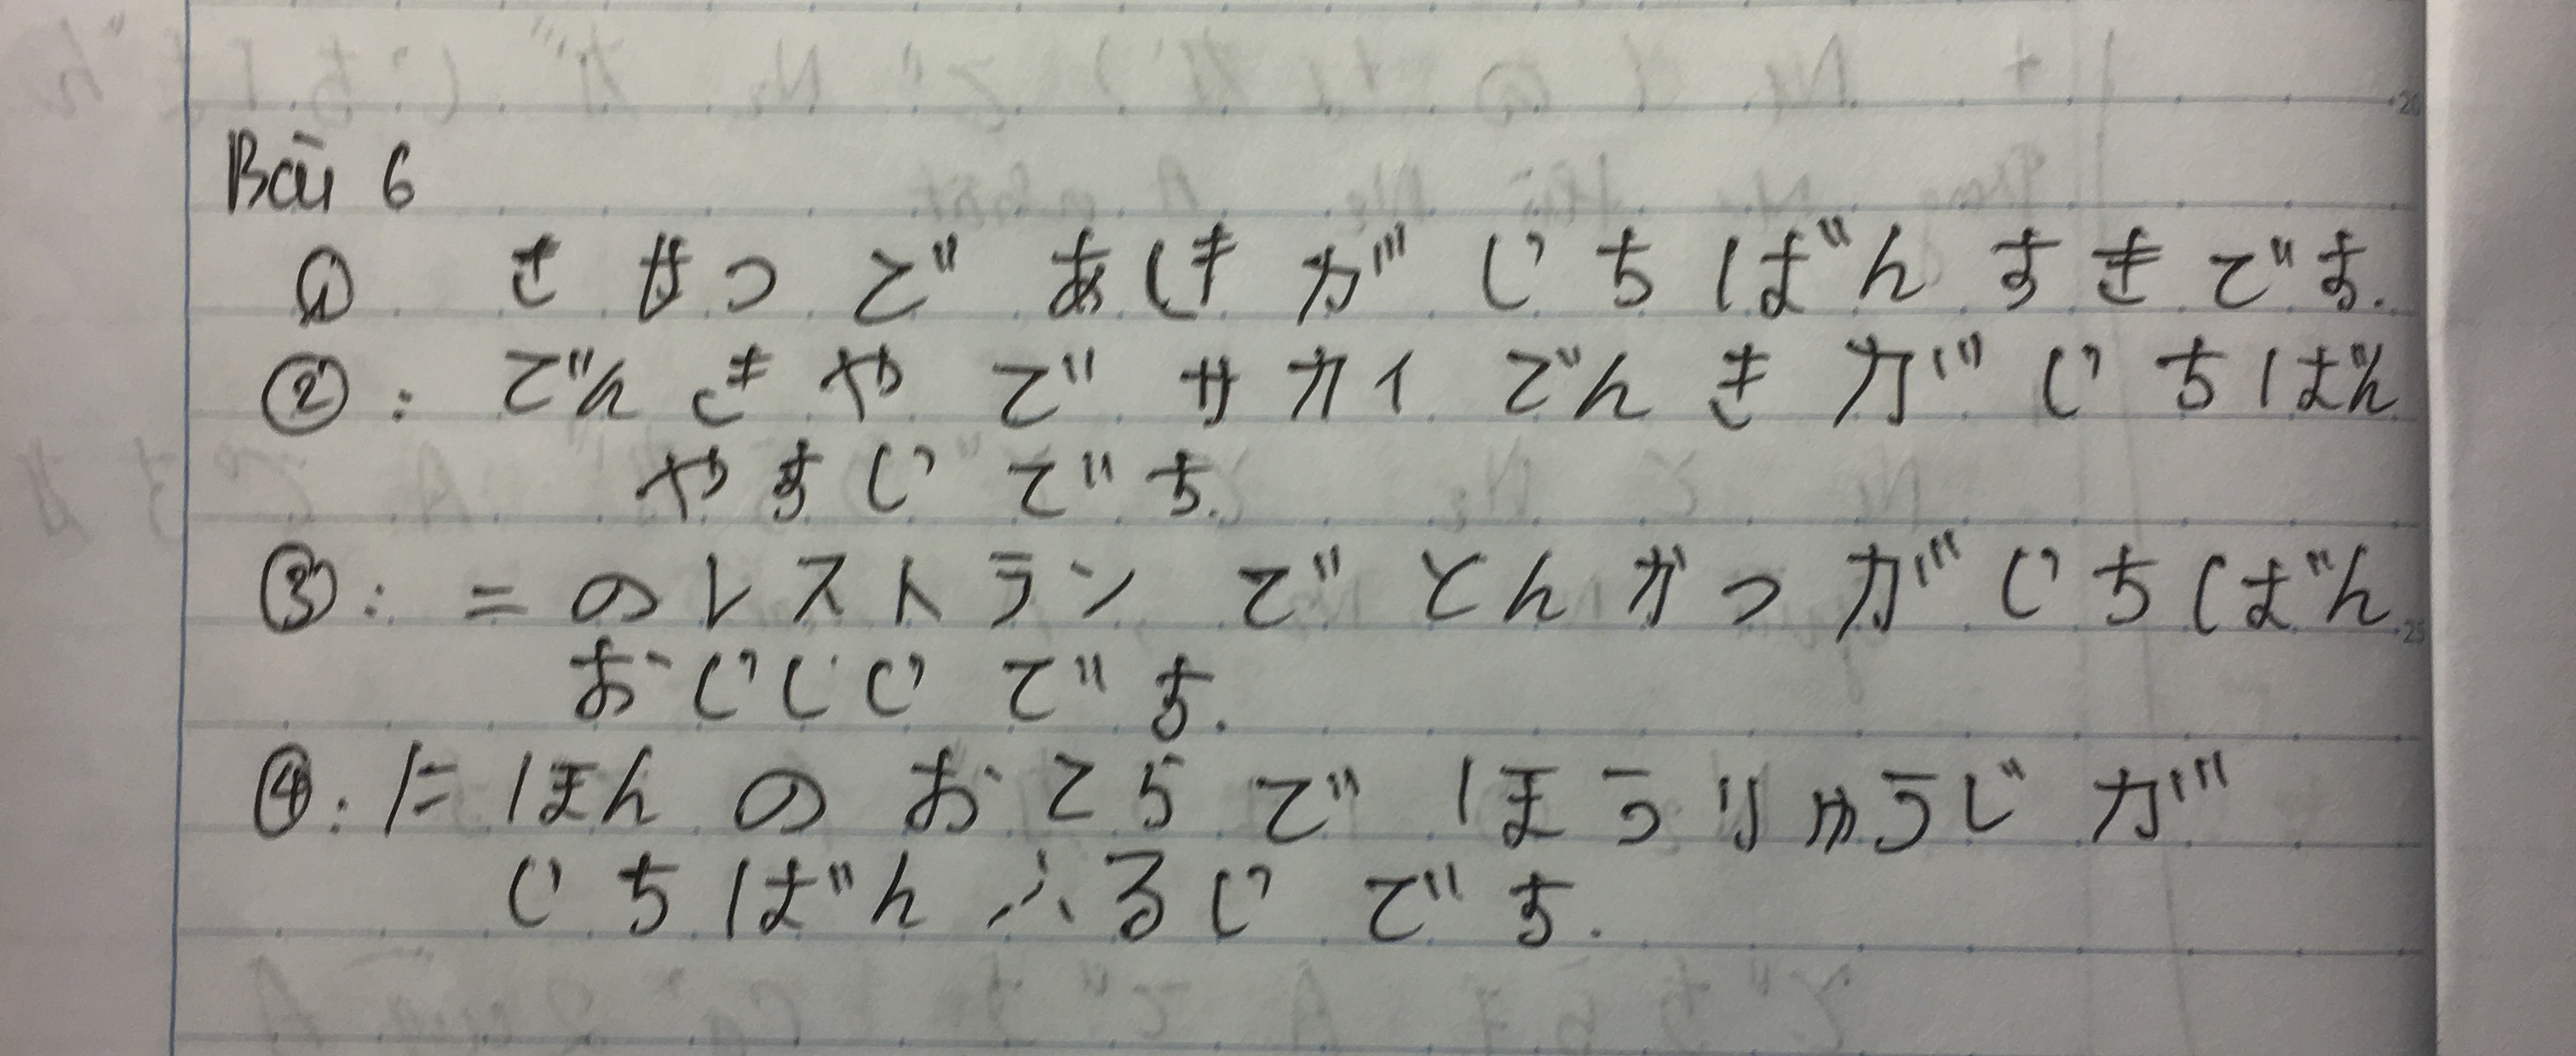 Bài 6
① きせつで あきが いちばん すきです.
②: でんきやで サカイでんきが いちばん
やすいです.
③: このレストランで とんかつが いちばん
おいしいです.
④: にほんのおてらで ほうりゅうじが
いちばん ふるいです.